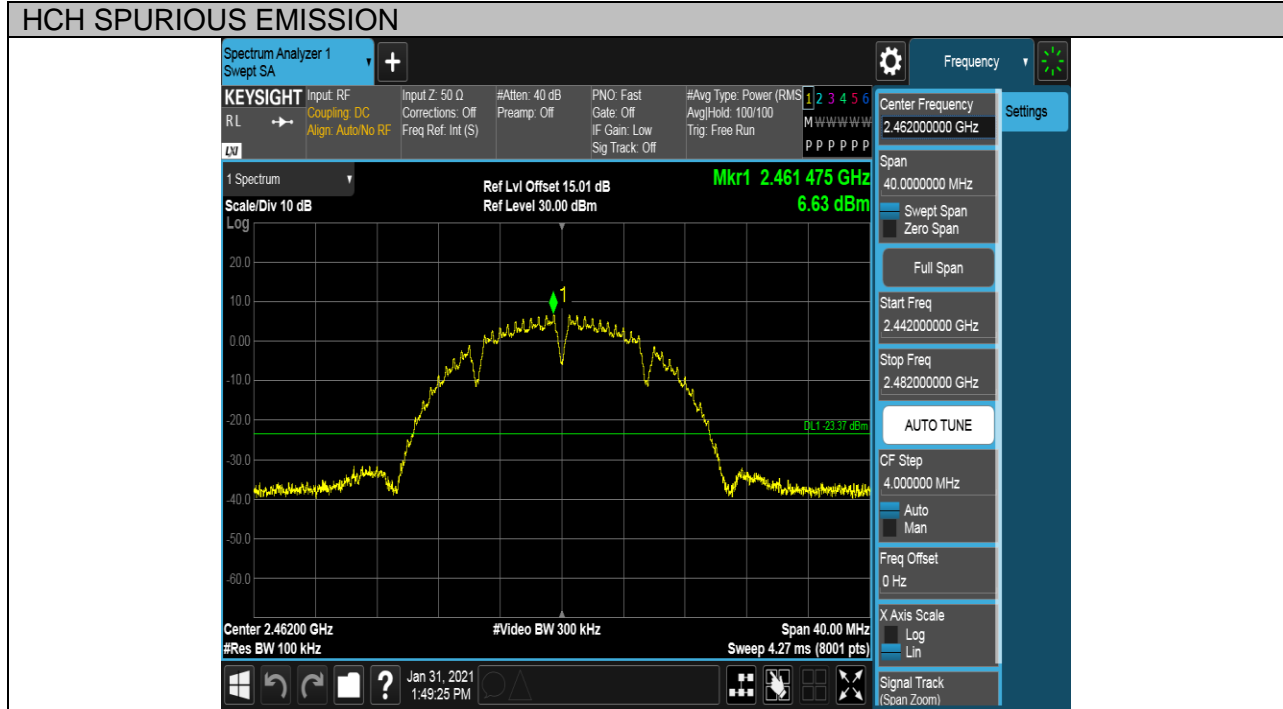 HCH SPURIOUS EMISSION
Spectrum Analyzer 1
Swept SA
+
Frequency
KEYSIGHT
RL
LXI
Input: RF
Coupling: DC
Align: Auto/No RF
Input Z: 50 Ω
Corrections: Off
Freq Ref: Int (S)
#Atten: 40 dB
Preamp: Off
PNO: Fast
Gate: Off
IF Gain: Low
Sig Track: Off
#Avg Type: Power (RMS
Avg|Hold: 100/100
Trig: Free Run
1 2 3 4 5 6
M W W W W W
P P P P P P
1 Spectrum
Scale/Div 10 dB
Ref Lvl Offset 15.01 dB
Ref Level 30.00 dBm
Mkr1 2.461 475 GHz
6.63 dBm
Log
20.0
10.0
0.00
-10.0
-20.0
-30.0
-40.0
-50.0
-60.0
1
DL1 -23.37 dBm
Center 2.46200 GHz
#Res BW 100 kHz
#Video BW 300 kHz
Span 40.00 MHz
Sweep 4.27 ms (8001 pts)
?
Jan 31, 2021
1:49:25 PM
Center Frequency
2.462000000 GHz
Span
40.0000000 MHz
Swept Span
Zero Span
Full Span
Start Freq
2.442000000 GHz
Stop Freq
2.482000000 GHz
AUTO TUNE
CF Step
4.000000 MHz
Auto
Man
Freq Offset
0 Hz
X Axis Scale
Log
Lin
Signal Track
(Span Zoom)
Settings